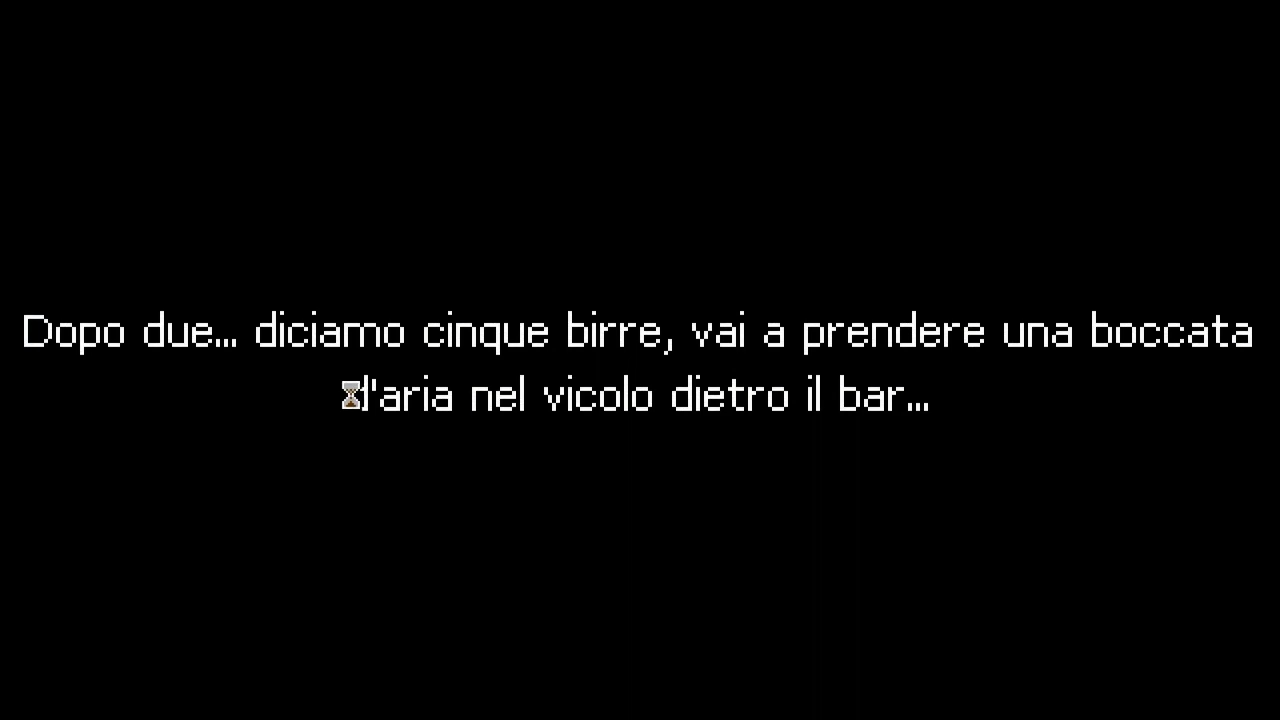 Dopo due... diciamo cinque birre, vai a prendere una boccata
d'aria nel vicolo dietro il bar...